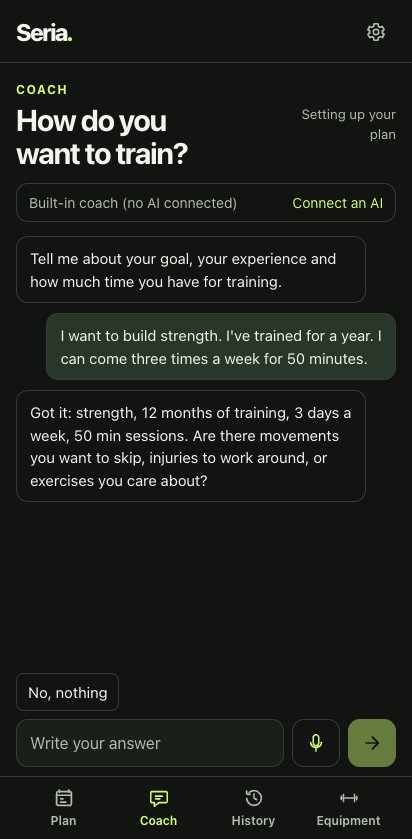 Seria.
COACH
How do you
want to train?
Setting up your
plan
Built-in coach (no AI connected)
Connect an AI
Tell me about your goal, your experience and
how much time you have for training.
I want to build strength. I've trained for a year. I
can come three times a week for 50 minutes.
Got it: strength, 12 months of training, 3 days a
week, 50 min sessions. Are there movements
you want to skip, injuries to work around, or
exercises you care about?
No, nothing
Write your answer
Plan
Coach
History
Equipment